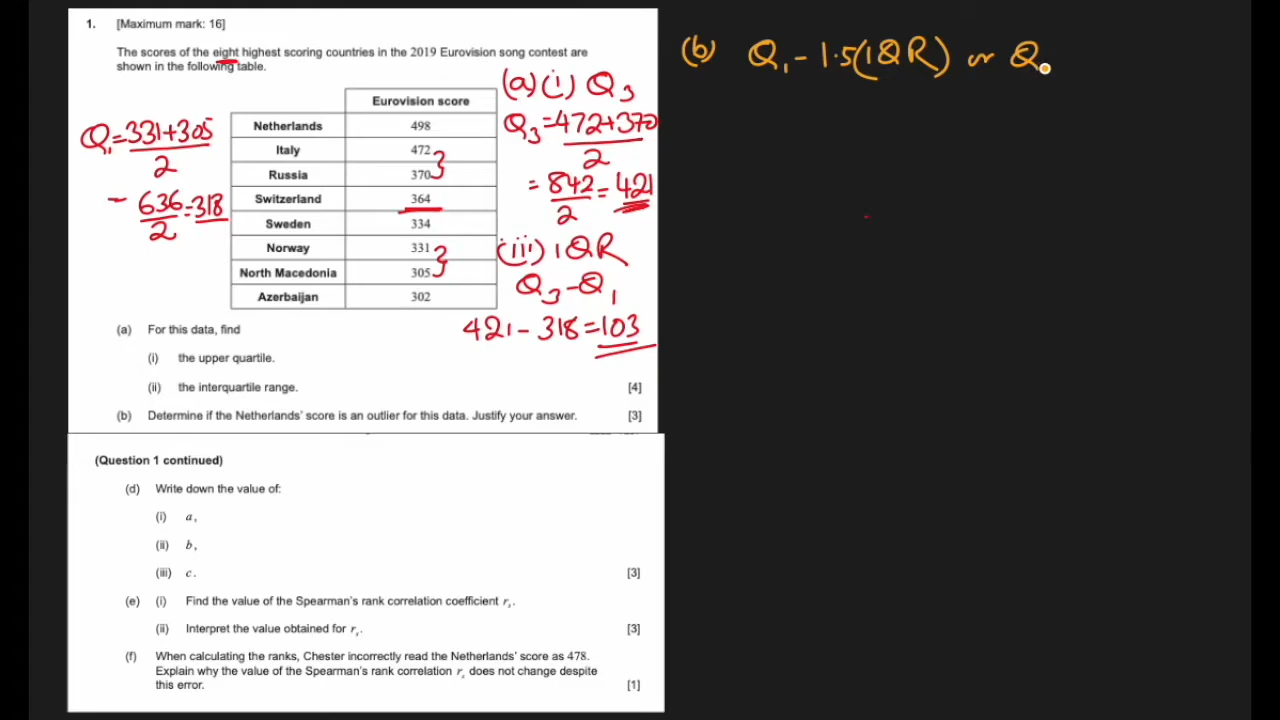 1. [Maximum mark: 16]
The scores of the eight highest scoring countries in the 2019 Eurovision song contest are
shown in the following table.
Eurovision score
Netherlands 498
Italy 472
Russia 370
Switzerland 364
Sweden 334
Norway 331
North Macedonia 305
Azerbaijan 302
Q₁=331+305
2
- 636=318
2
(a)(i) Q₃
Q₃=472+370
2
= 842=421
2
(iii) IQR
Q₃-Q₁
421-318=103
(a) For this data, find
(i) the upper quartile.
(ii) the interquartile range. [4]
(b) Determine if the Netherlands' score is an outlier for this data. Justify your answer. [3]
(Question 1 continued)
(d) Write down the value of:
(i) a,
(ii) b,
(iii) c. [3]
(e) (i) Find the value of the Spearman's rank correlation coefficient rₛ.
(ii) Interpret the value obtained for rₛ. [3]
(f) When calculating the ranks, Chester incorrectly read the Netherlands' score as 478.
Explain why the value of the Spearman's rank correlation rₛ does not change despite
this error. [1]
(b) Q₁-1.5(IQR) or Q